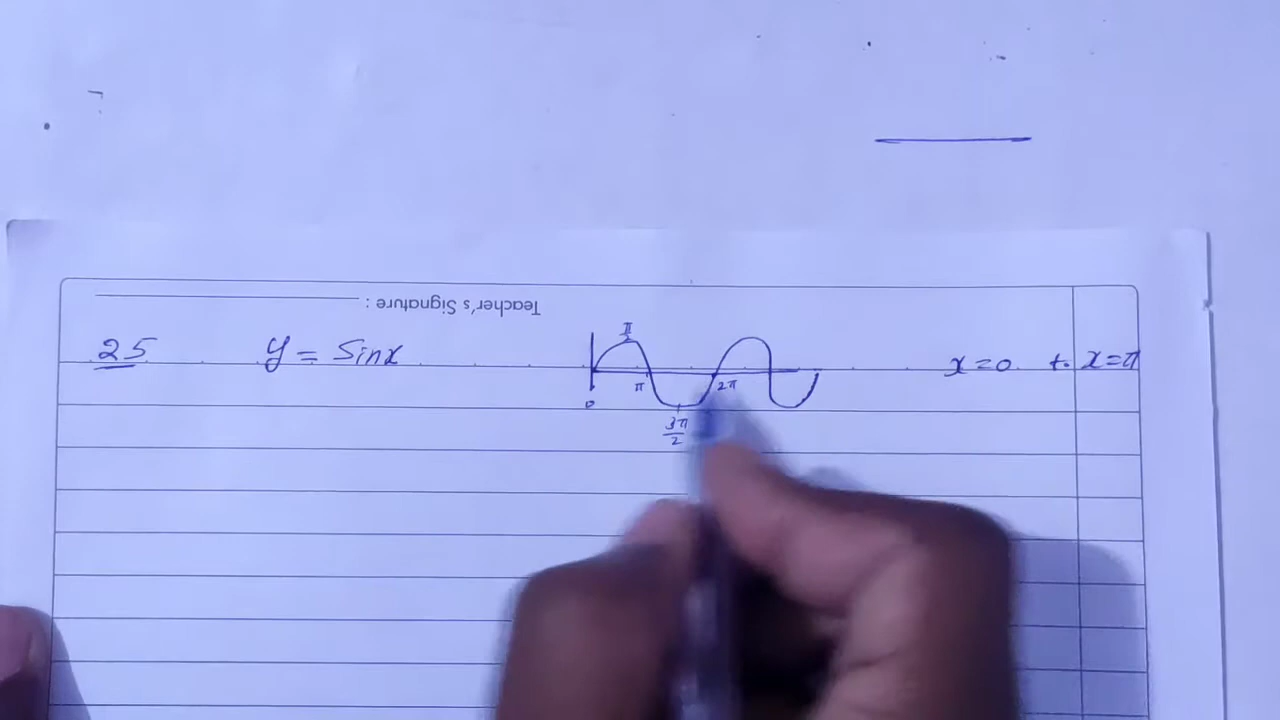 Teacher's Signature :
25 y = Sinx x=0 to x=π
π/2
π 2π
0
3π/2